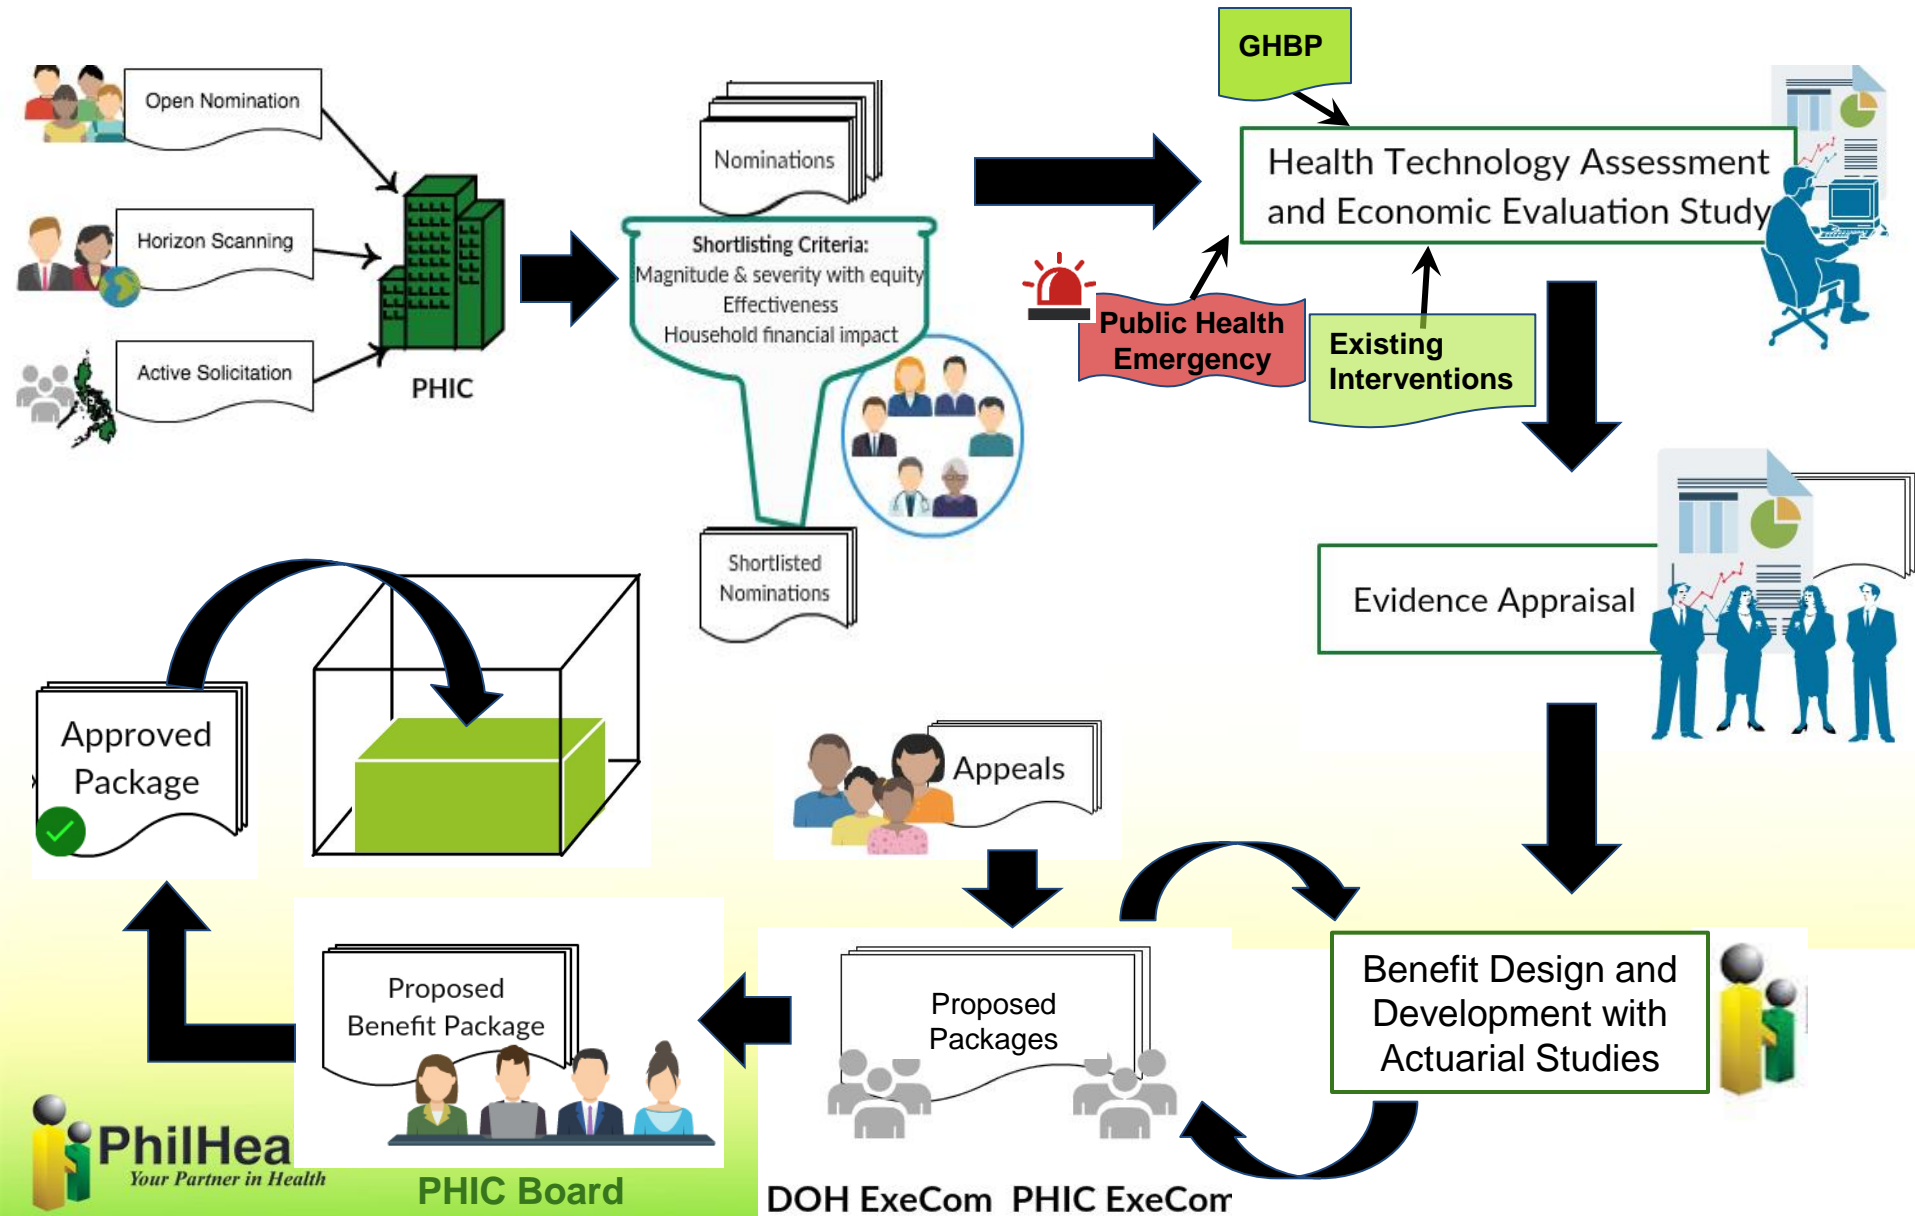 Open Nomination
Horizon Scanning
Active Solicitation
PHIC
Nominations
Shortlisting Criteria:
Magnitude & severity with equity
Effectiveness
Household financial impact
Shortlisted
Nominations
GHBP
Health Technology Assessment
and Economic Evaluation Study
Public Health
Emergency
Existing
Interventions
Evidence Appraisal
Benefit Design and
Development with
Actuarial Studies
Appeals
Proposed
Packages
DOH ExeCom PHIC ExeCom
Proposed
Benefit Package
PHIC Board
Approved
Package
PhilHea
Your Partner in Health